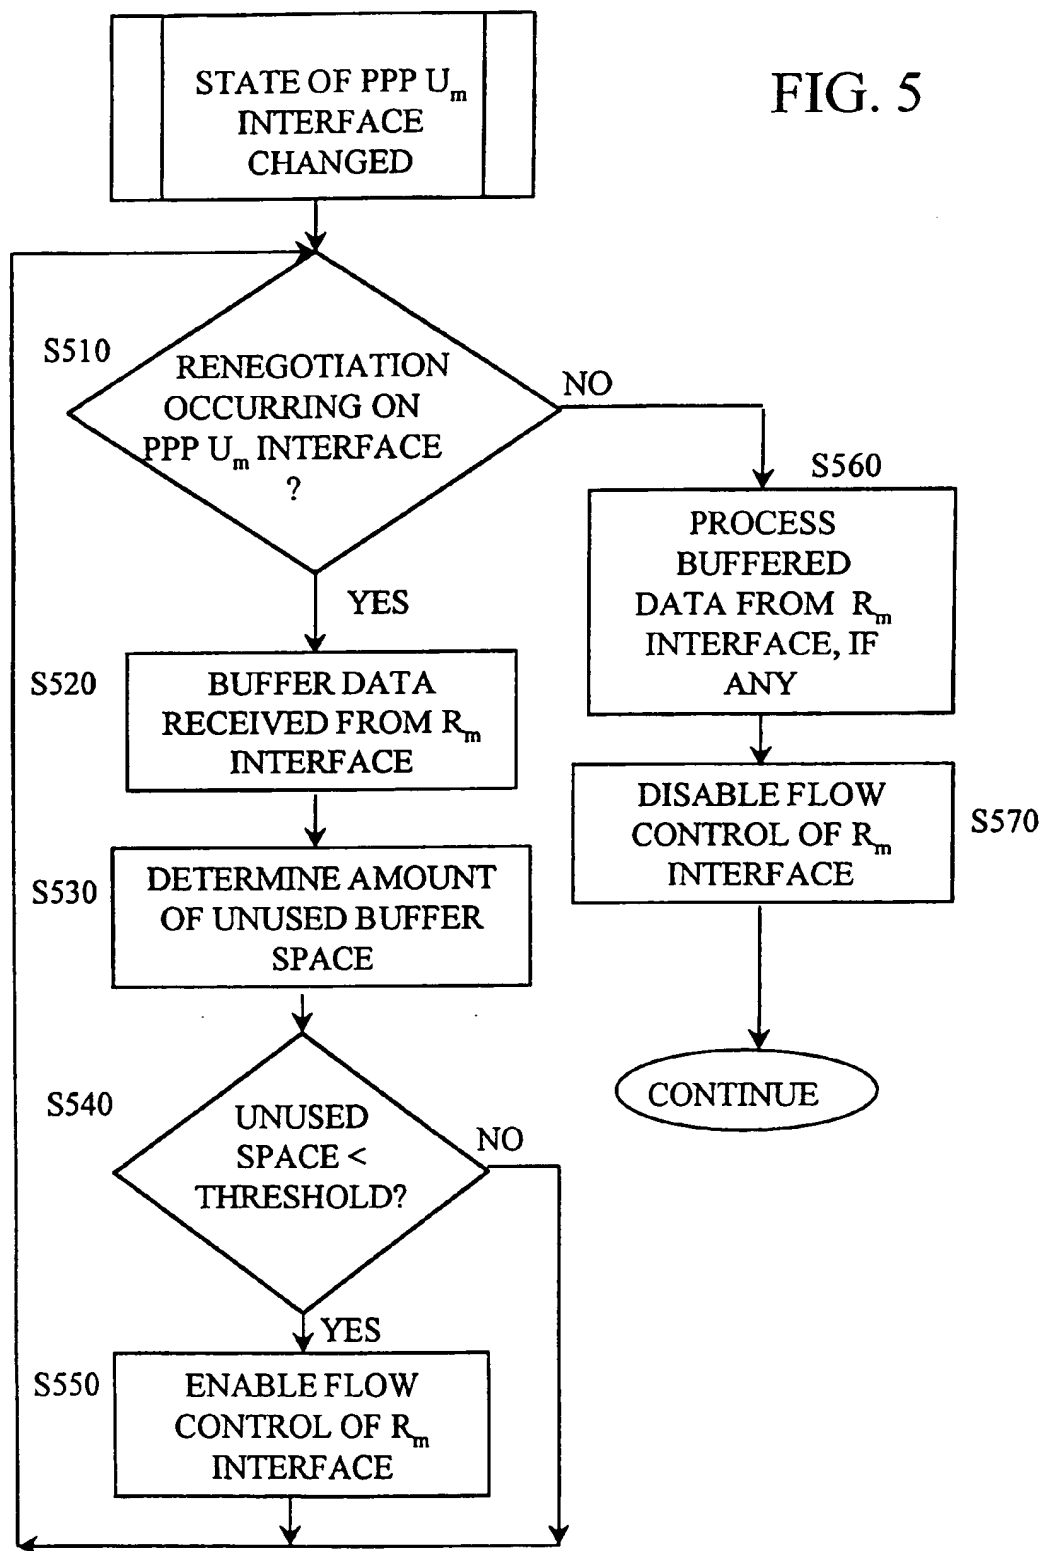 FIG. 5
STATE OF PPP Um
INTERFACE
CHANGED
S510
RENEGOTIATION
OCCURRING ON
PPP Um INTERFACE
?
NO
YES
S520
BUFFER DATA
RECEIVED FROM Rm
INTERFACE
S530
DETERMINE AMOUNT
OF UNUSED BUFFER
SPACE
S540
UNUSED
SPACE <
THRESHOLD?
NO
YES
S550
ENABLE FLOW
CONTROL OF Rm
INTERFACE
S560
PROCESS
BUFFERED
DATA FROM Rm
INTERFACE, IF
ANY
DISABLE FLOW
CONTROL OF Rm
INTERFACE
S570
CONTINUE